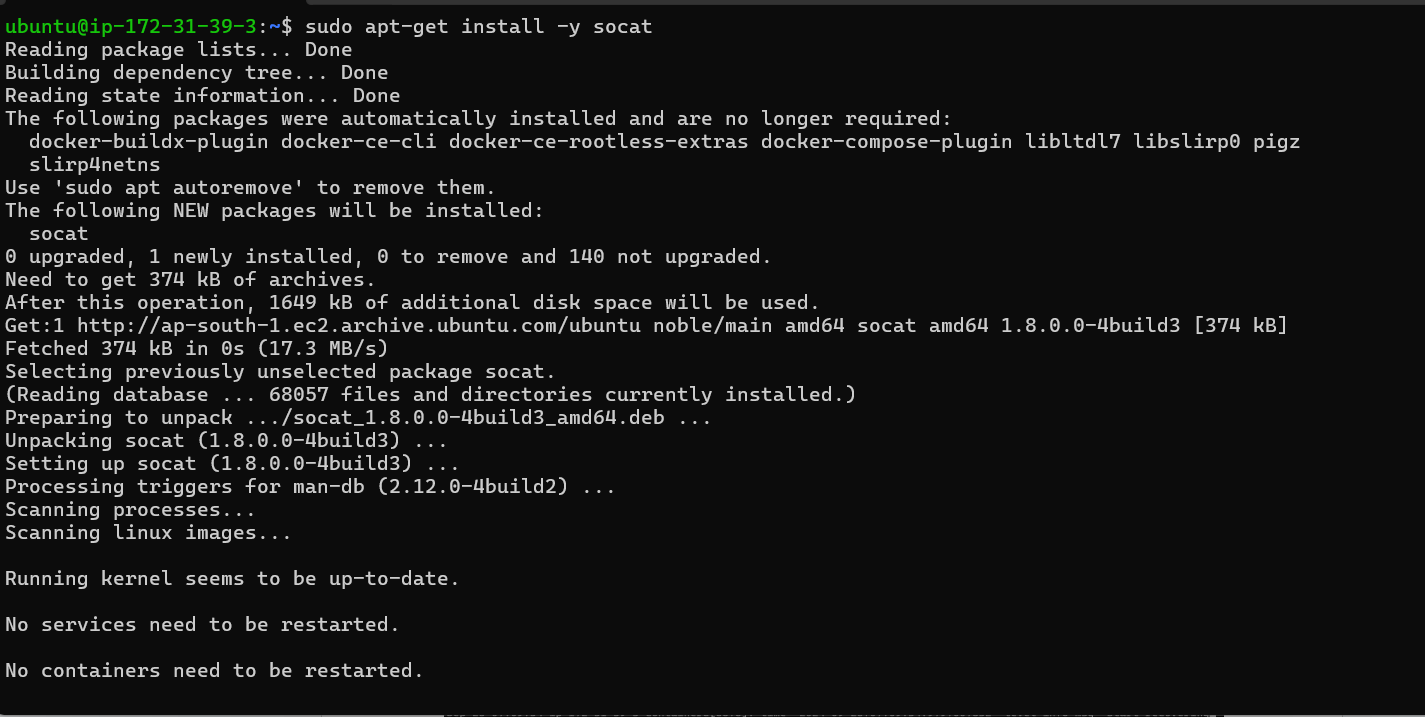 ubuntu@ip-172-31-39-3:~$ sudo apt-get install -y socat
Reading package lists... Done
Building dependency tree... Done
Reading state information... Done
The following packages were automatically installed and are no longer required:
  docker-buildx-plugin docker-ce-cli docker-ce-rootless-extras docker-compose-plugin libltdl7 libslirp0 pigz
  slirp4netns
Use 'sudo apt autoremove' to remove them.
The following NEW packages will be installed:
  socat
0 upgraded, 1 newly installed, 0 to remove and 140 not upgraded.
Need to get 374 kB of archives.
After this operation, 1649 kB of additional disk space will be used.
Get:1 http://ap-south-1.ec2.archive.ubuntu.com/ubuntu noble/main amd64 socat amd64 1.8.0.0-4build3 [374 kB]
Fetched 374 kB in 0s (17.3 MB/s)
Selecting previously unselected package socat.
(Reading database ... 68057 files and directories currently installed.)
Preparing to unpack .../socat_1.8.0.0-4build3_amd64.deb ...
Unpacking socat (1.8.0.0-4build3) ...
Setting up socat (1.8.0.0-4build3) ...
Processing triggers for man-db (2.12.0-4build2) ...
Scanning processes...
Scanning linux images...
Running kernel seems to be up-to-date.
No services need to be restarted.
No containers need to be restarted.